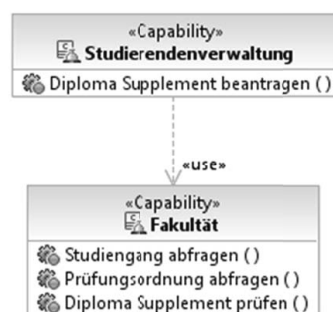 «Capability»
Studierendenverwaltung
Diploma Supplement beantragen ( )
«use»
«Capability»
Fakultät
Studiengang abfragen ( )
Prüfungsordnung abfragen ( )
Diploma Supplement prüfen ( )